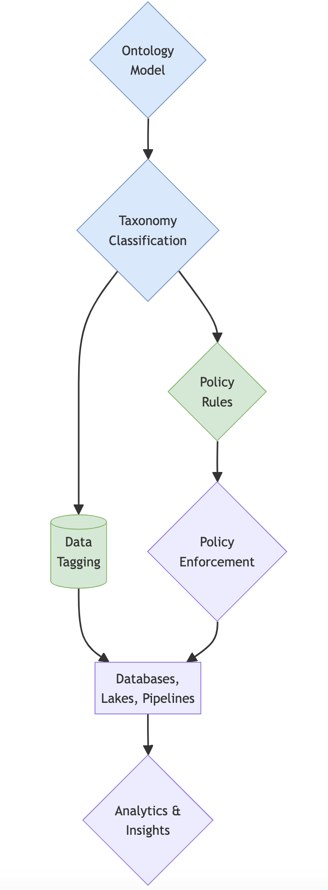 Ontology
Model
Taxonomy
Classification
Policy
Rules
Data
Tagging
Policy
Enforcement
Databases,
Lakes, Pipelines
Analytics &
Insights